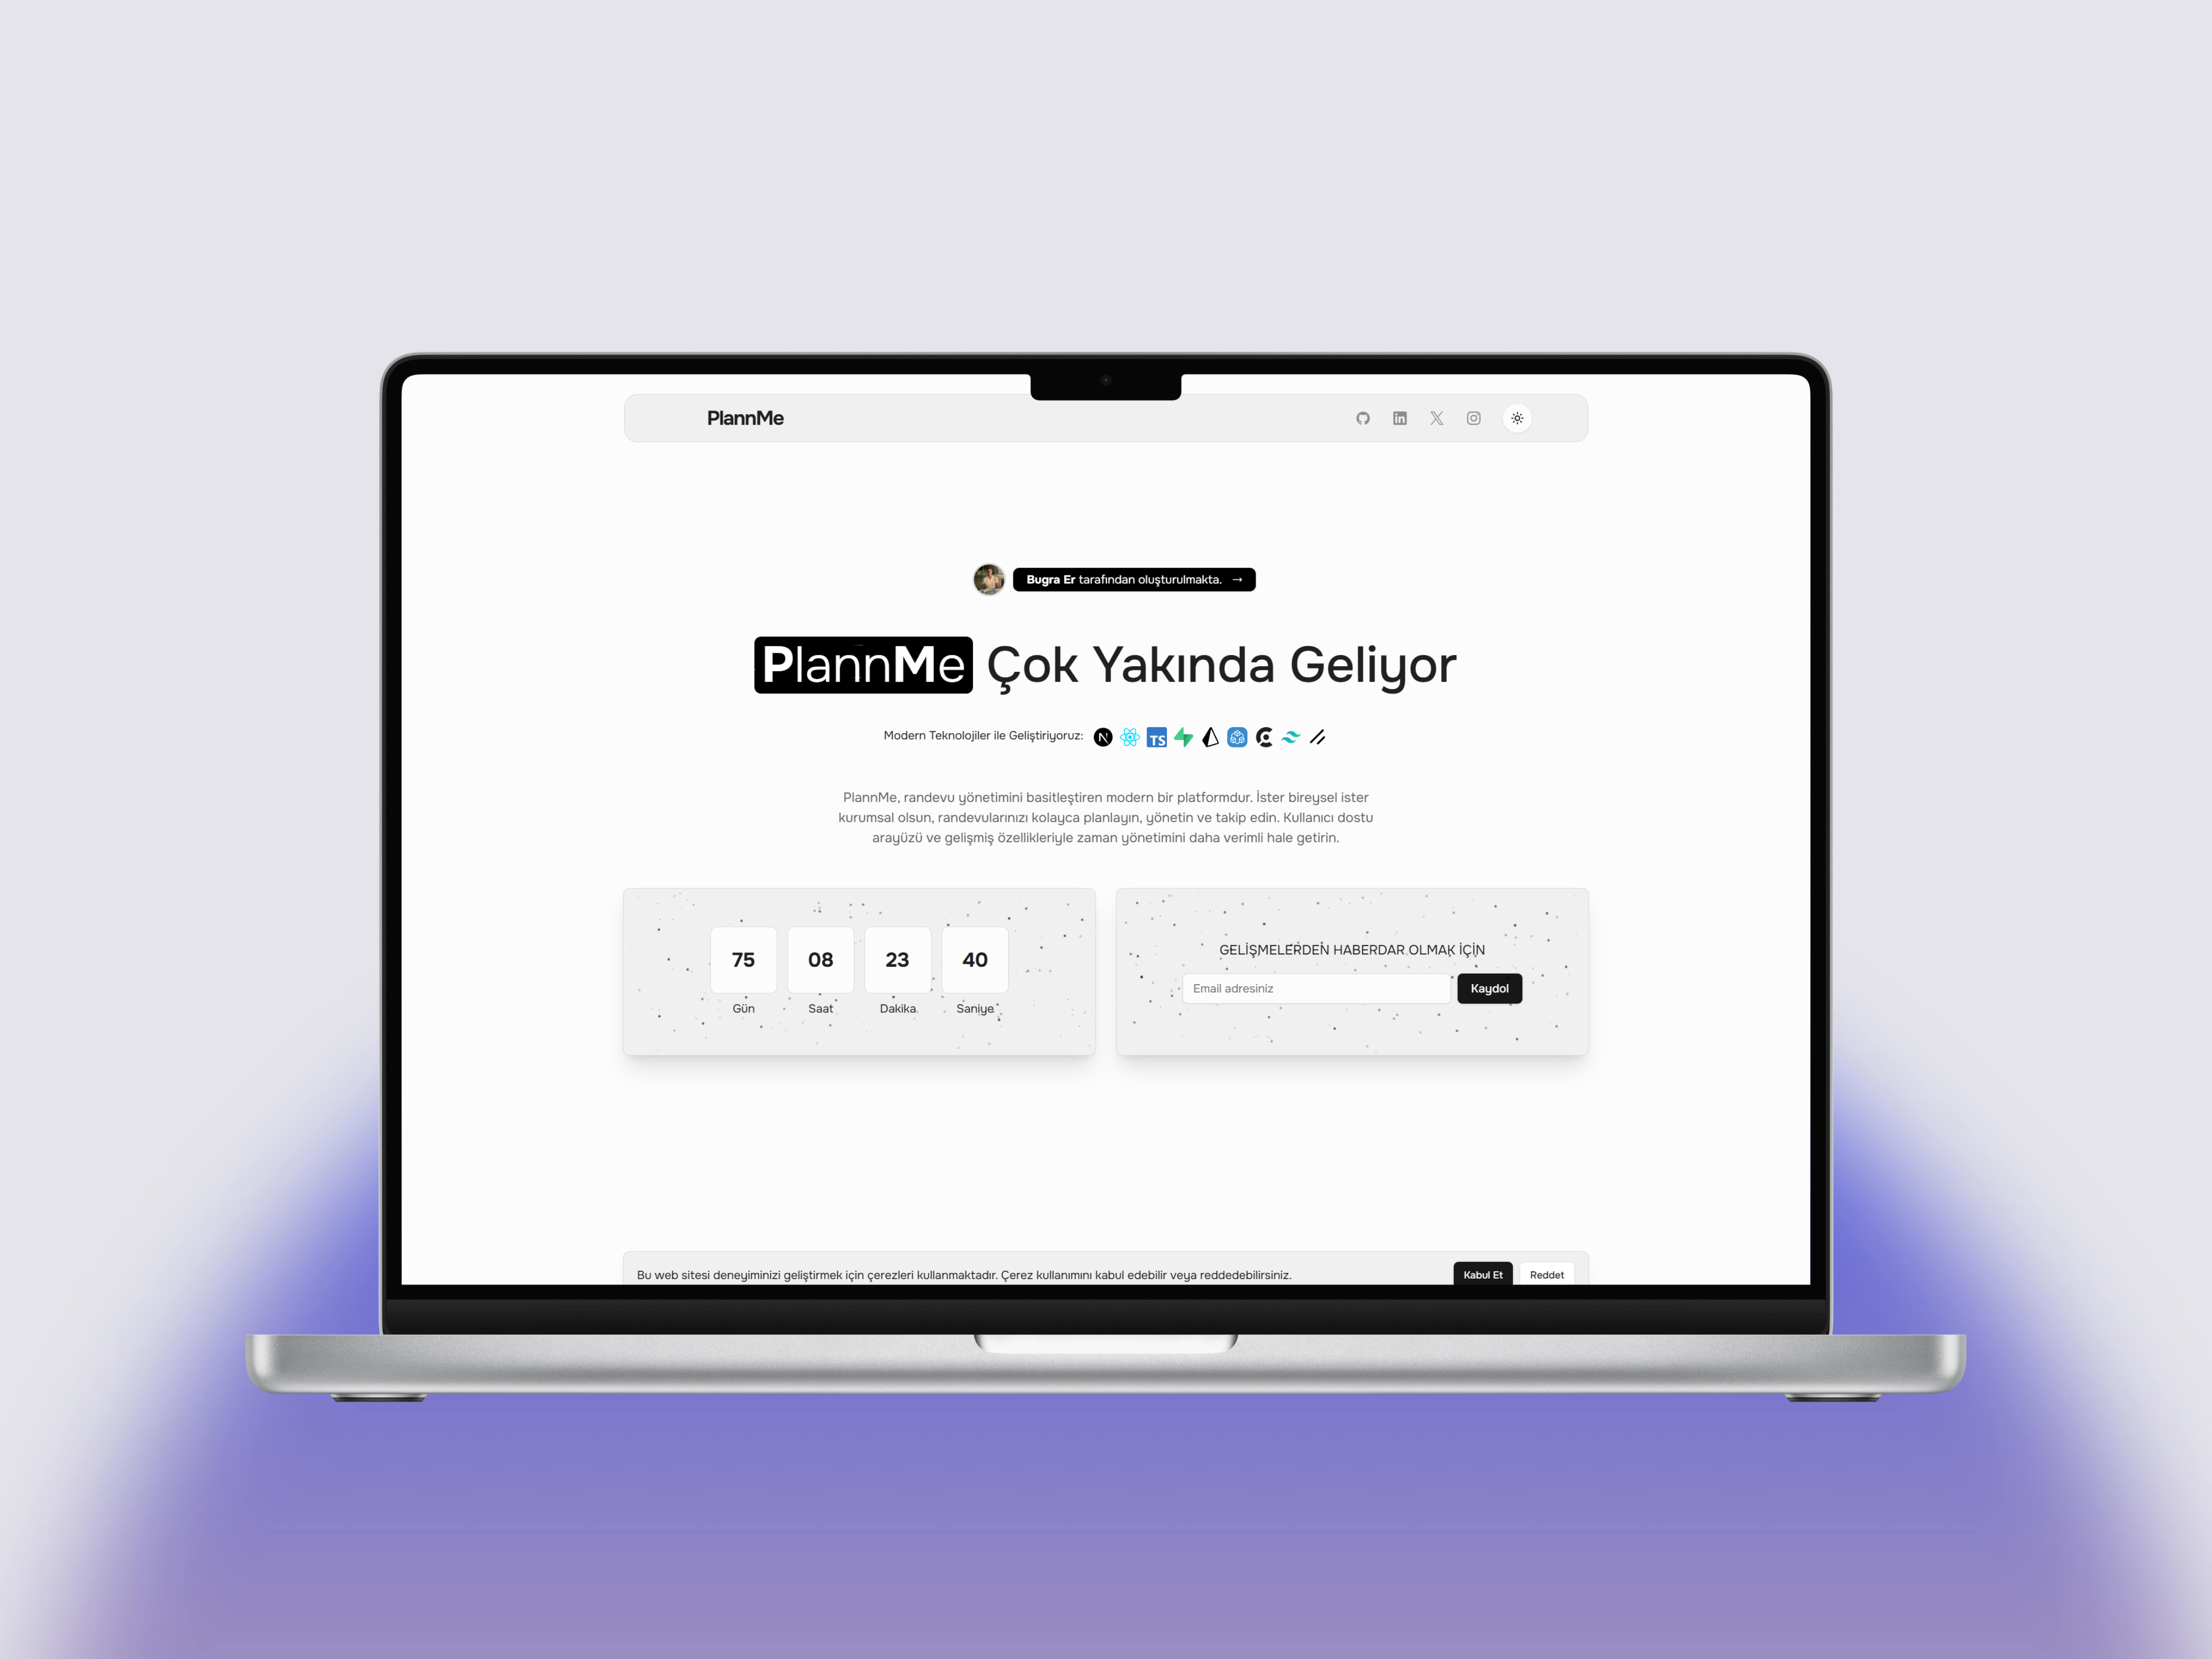 PlannMe
Bugra Er tarafından oluşturulmakta. →
PlannMe Çok Yakında Geliyor
Modern Teknolojiler ile Geliştiriyoruz: N TS
PlannMe, randevu yönetimini basitleştiren modern bir platformdur. İster bireysel ister
kurumsal olsun, randevularınızı kolayca planlayın, yönetin ve takip edin. Kullanıcı dostu
arayüzü ve gelişmiş özellikleriyle zaman yönetimini daha verimli hale getirin.
75 08 23 40
Gün Saat Dakika Saniye
GELİŞMELERDEN HABERDAR OLMAK İÇİN
Email adresiniz Kaydol
Bu web sitesi deneyiminizi geliştirmek için çerezleri kullanmaktadır. Çerez kullanımını kabul edebilir veya reddedebilirsiniz. Kabul Et Reddet